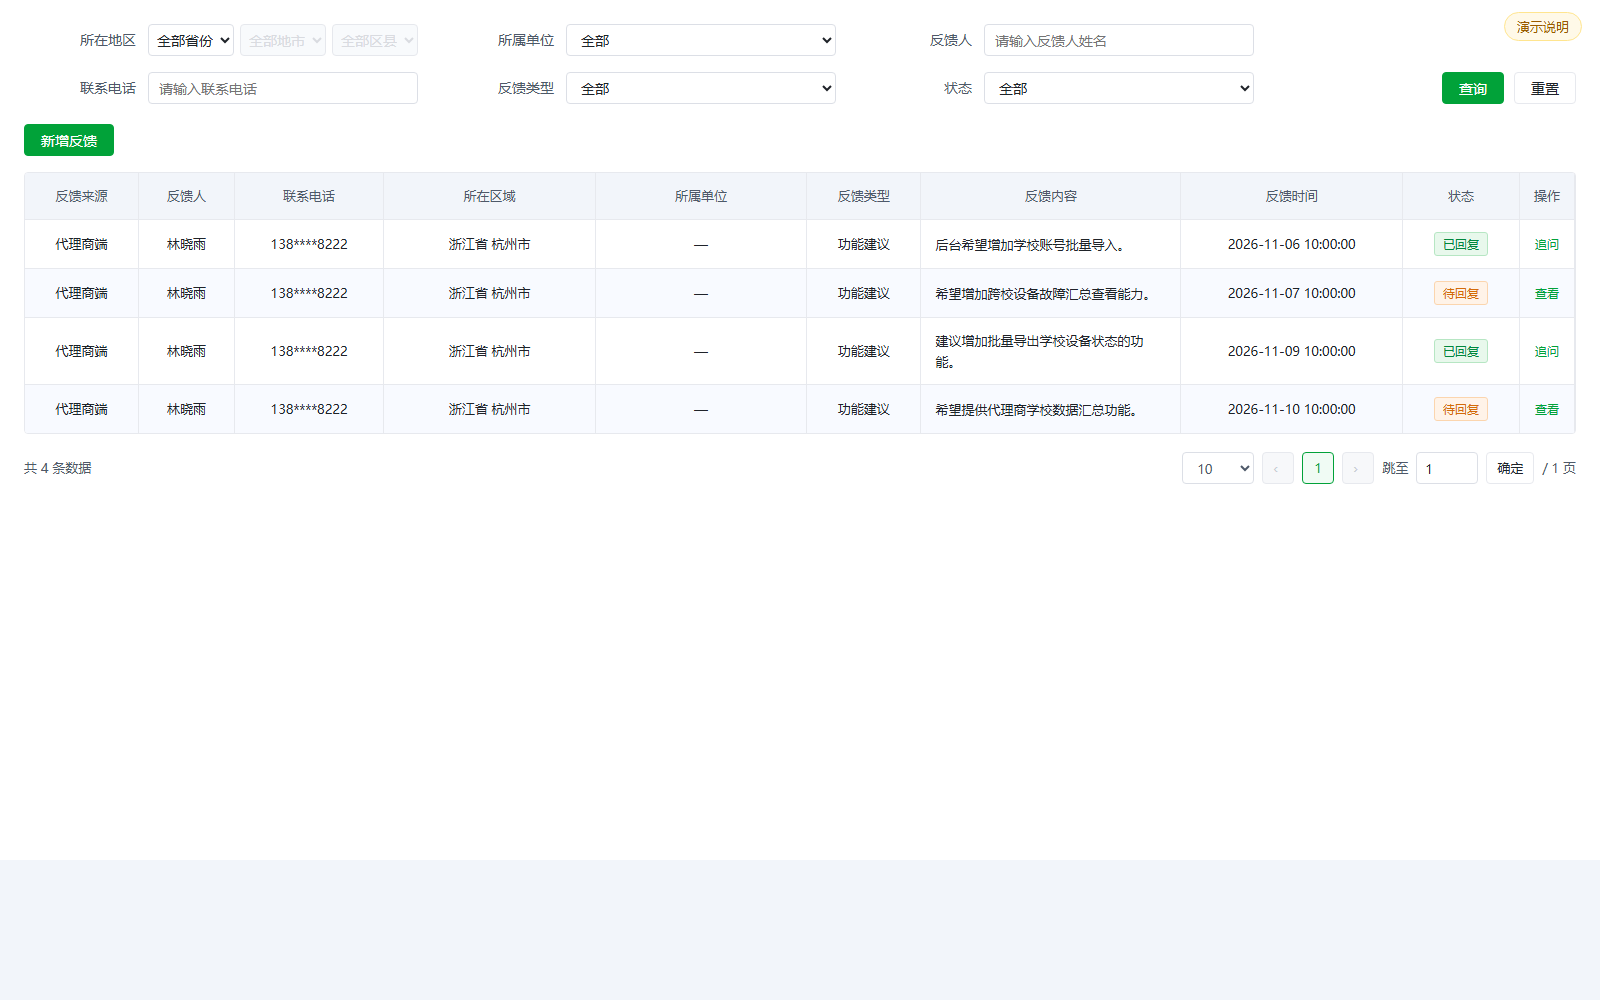 演示说明
所在地区 全部省份 全部地市 全部区县 所属单位 全部 反馈人 请输入反馈人姓名
联系电话 请输入联系电话 反馈类型 全部 状态 全部 查询 重置
新增反馈
反馈来源 反馈人 联系电话 所在区域 所属单位 反馈类型 反馈内容 反馈时间 状态 操作
代理商端 林晓雨 138****8222 浙江省 杭州市 — 功能建议 后台希望增加学校账号批量导入。 2026-11-06 10:00:00 已回复 追问
代理商端 林晓雨 138****8222 浙江省 杭州市 — 功能建议 希望增加跨校设备故障汇总查看能力。 2026-11-07 10:00:00 待回复 查看
代理商端 林晓雨 138****8222 浙江省 杭州市 — 功能建议 建议增加批量导出学校设备状态的功
能。 2026-11-09 10:00:00 已回复 追问
代理商端 林晓雨 138****8222 浙江省 杭州市 — 功能建议 希望提供代理商学校数据汇总功能。 2026-11-10 10:00:00 待回复 查看
共 4 条数据 10 ‹ 1 › 跳至 1 确定 / 1 页